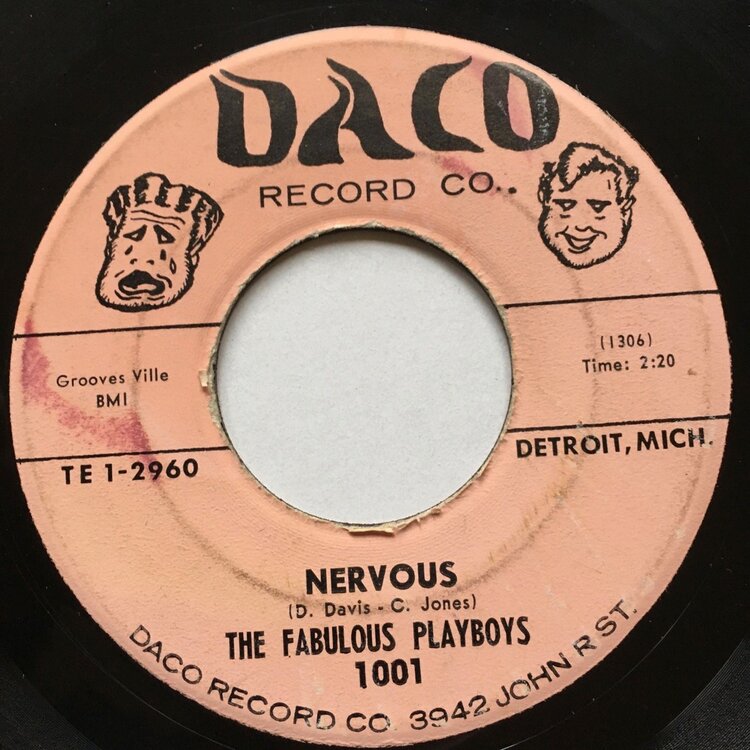 DACO
RECORD CO..
(1306)
Time: 2:20
Grooves Ville
BMI
DETROIT, MICH.
TE 1-2960
NERVOUS
(D. Davis - C. Jones)
THE FABULOUS PLAYBOYS
1001
DACO RECORD CO. 3942 JOHN R ST.